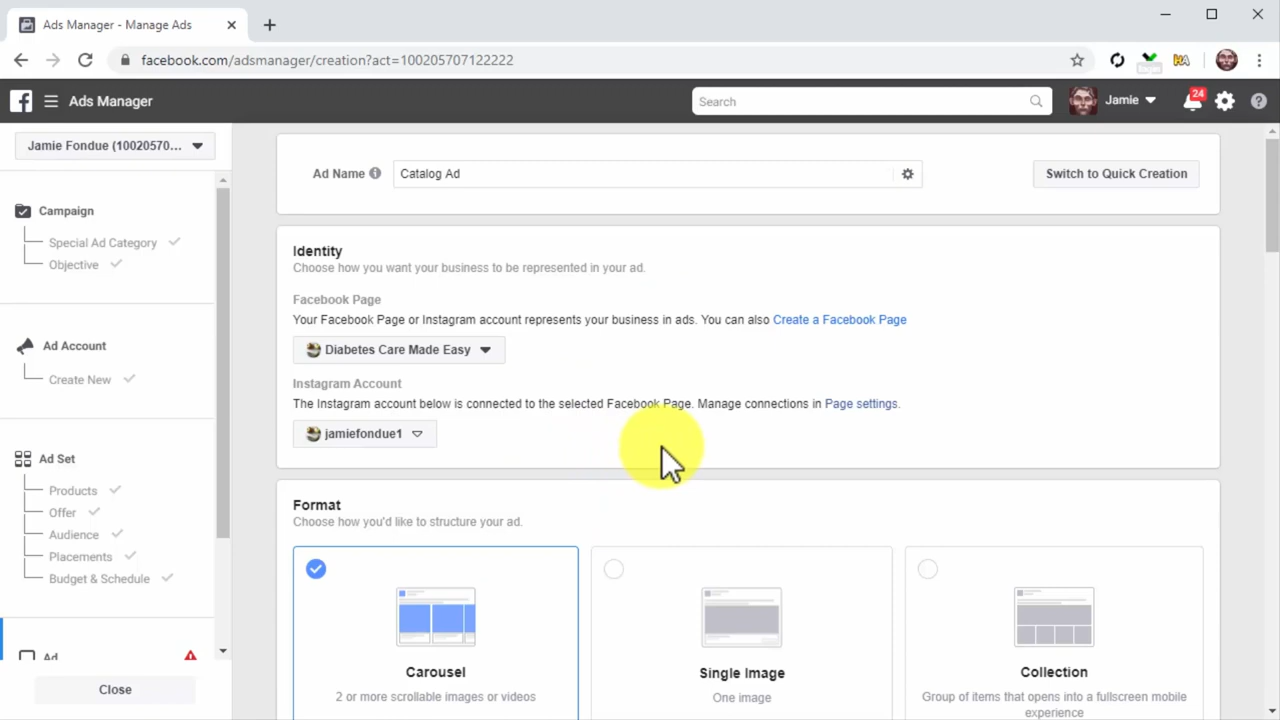 Ads Manager - Manage Ads
facebook.com/adsmanager/creation?act=100205707122222
Ads Manager
Search
Jamie
24
Jamie Fondue (10020570...
Ad Name
Catalog Ad
Switch to Quick Creation
Campaign
Special Ad Category
Objective
Ad Account
Create New
Ad Set
Products
Offer
Audience
Placements
Budget & Schedule
Ad
Close
Identity
Choose how you want your business to be represented in your ad.
Facebook Page
Your Facebook Page or Instagram account represents your business in ads. You can also Create a Facebook Page
Diabetes Care Made Easy
Instagram Account
The Instagram account below is connected to the selected Facebook Page. Manage connections in Page settings.
jamiefondue1
Format
Choose how you'd like to structure your ad.
Carousel
2 or more scrollable images or videos
Single Image
One image
Collection
Group of items that opens into a fullscreen mobile
experience